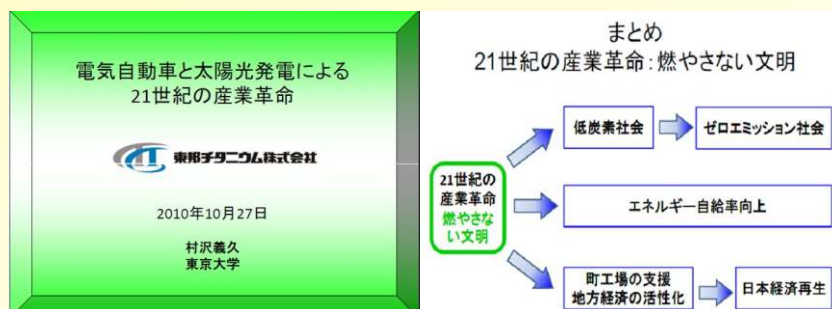 電気自動車と太陽光発電による
21世紀の産業革命
東邦チタニウム株式会社
2010年10月27日
村沢義久
東京大学
まとめ
21世紀の産業革命：燃やさない文明
21世紀の
産業革命
燃やさな
い文明
低炭素社会
ゼロエミッション社会
エネルギー自給率向上
町工場の支援
地方経済の活性化
日本経済再生